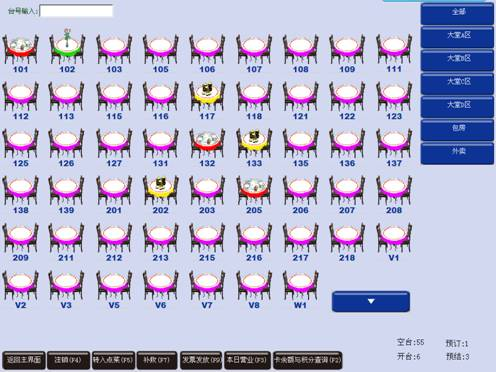 台号输入:
全部
101 102 103 105 106 107 108 109 111
大堂A区
大堂B区
112 113 115 116 117 118 121 122 123
大堂C区
大堂D区
125 126 127 131 132 133 135 136 137
包房
外卖
138 139 201 202 203 205 206 207 208
209 211 212 213 215 216 217 218 V1
V2 V3 V5 V6 V7 V8 W1
空台:55 预订:1
开台:6 预结:3
返回主界面 注销(F4) 转入点菜(F5) 补款(F7) 发票发放(F9) 本日营业(F3) 卡余额与积分查询(F2)